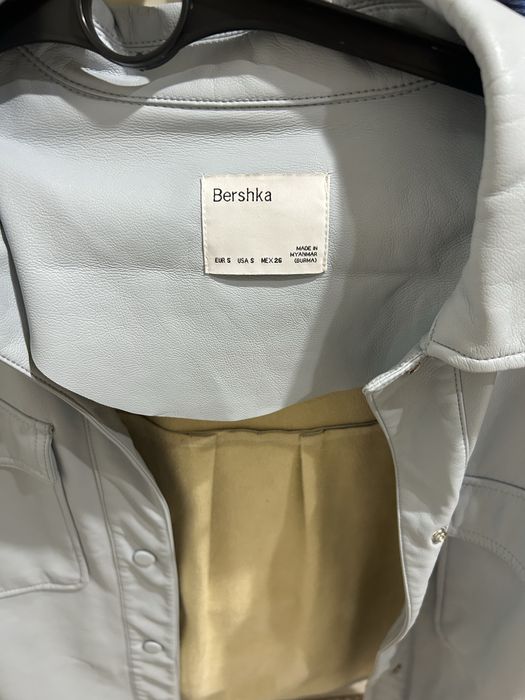 Bershka
MADE IN
MYANMAR
(BURMA)
EUR S USA S MEX 26